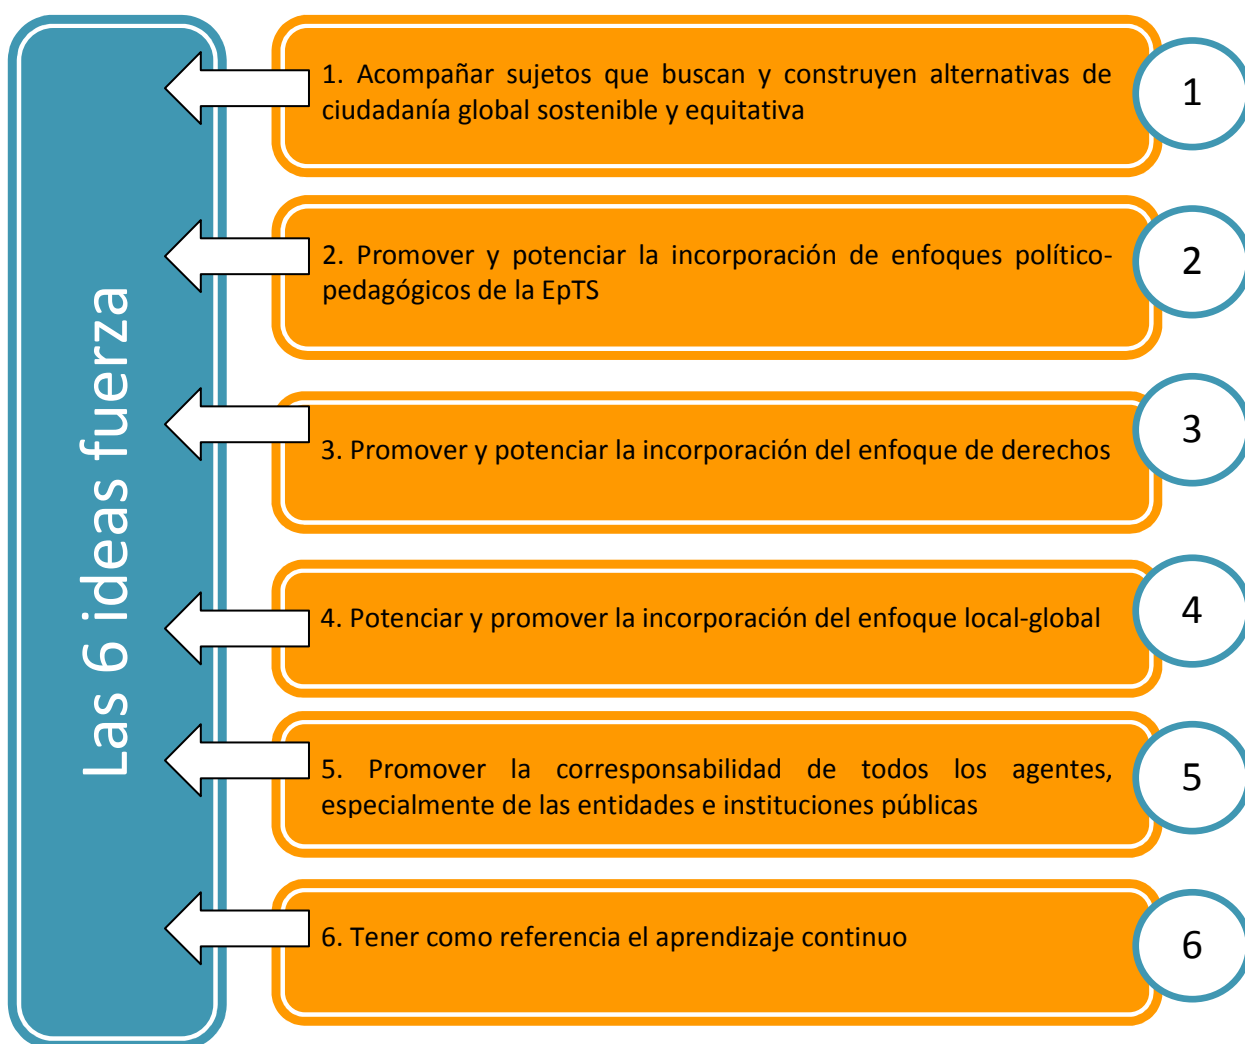 Las 6 ideas fuerza
1. Acompañar sujetos que buscan y construyen alternativas de
ciudadanía global sostenible y equitativa
1
2. Promover y potenciar la incorporación de enfoques político-
pedagógicos de la EpTS
2
3. Promover y potenciar la incorporación del enfoque de derechos
3
4. Potenciar y promover la incorporación del enfoque local-global
4
5. Promover la corresponsabilidad de todos los agentes,
especialmente de las entidades e instituciones públicas
5
6. Tener como referencia el aprendizaje continuo
6